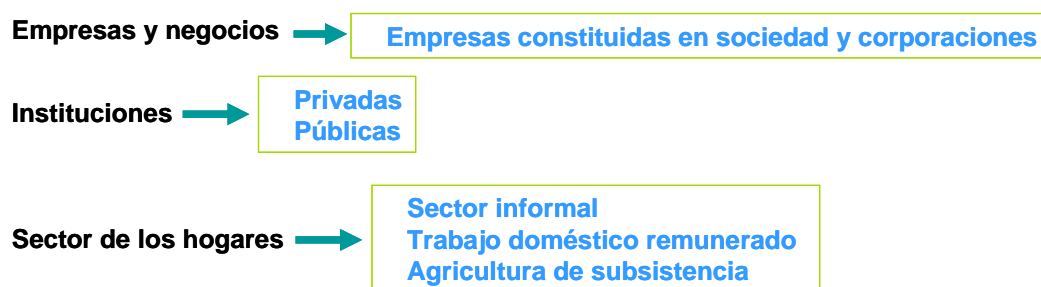 Empresas y negocios
Empresas constituidas en sociedad y corporaciones
Instituciones
Privadas
Públicas
Sector de los hogares
Sector informal
Trabajo doméstico remunerado
Agricultura de subsistencia